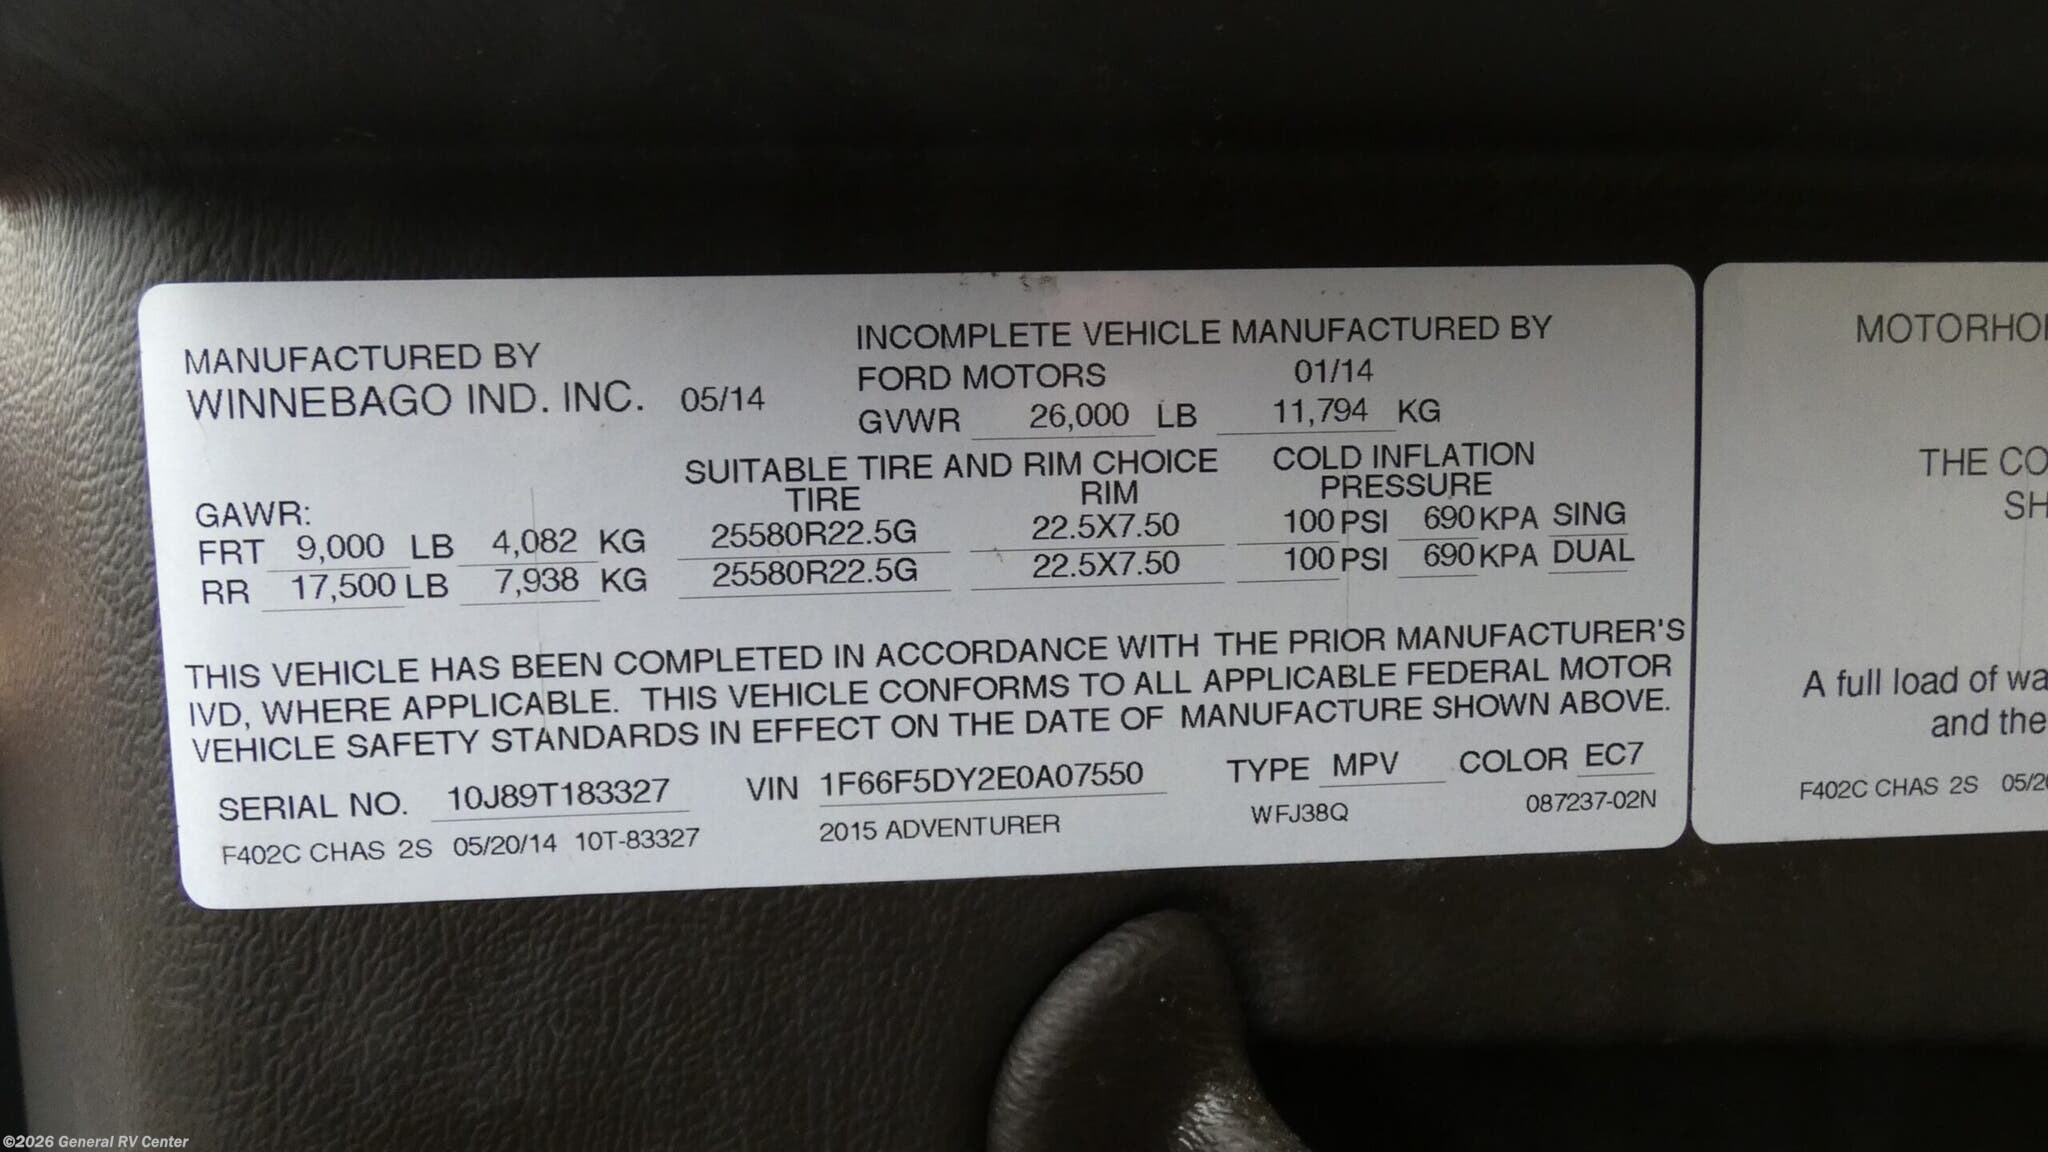 MANUFACTURED BY
WINNEBAGO IND. INC. 05/14
INCOMPLETE VEHICLE MANUFACTURED BY
FORD MOTORS 01/14
GVWR 26,000 LB 11,794 KG
SUITABLE TIRE AND RIM CHOICE COLD INFLATION
GAWR: TIRE RIM PRESSURE
FRT 9,000 LB 4,082 KG 25580R22.5G 22.5X7.50 100 PSI 690 KPA SING
RR 17,500 LB 7,938 KG 25580R22.5G 22.5X7.50 100 PSI 690 KPA DUAL
THIS VEHICLE HAS BEEN COMPLETED IN ACCORDANCE WITH THE PRIOR MANUFACTURER'S
IVD, WHERE APPLICABLE. THIS VEHICLE CONFORMS TO ALL APPLICABLE FEDERAL MOTOR
VEHICLE SAFETY STANDARDS IN EFFECT ON THE DATE OF MANUFACTURE SHOWN ABOVE.
SERIAL NO. 10J89T183327 VIN 1F66F5DY2E0A07550 TYPE MPV COLOR EC7
F402C CHAS 2S 05/20/14 10T-83327 2015 ADVENTURER WFJ38Q 087237-02N
THE
A full load of
and the
F402C CHAS 2S
©2026 General RV Center